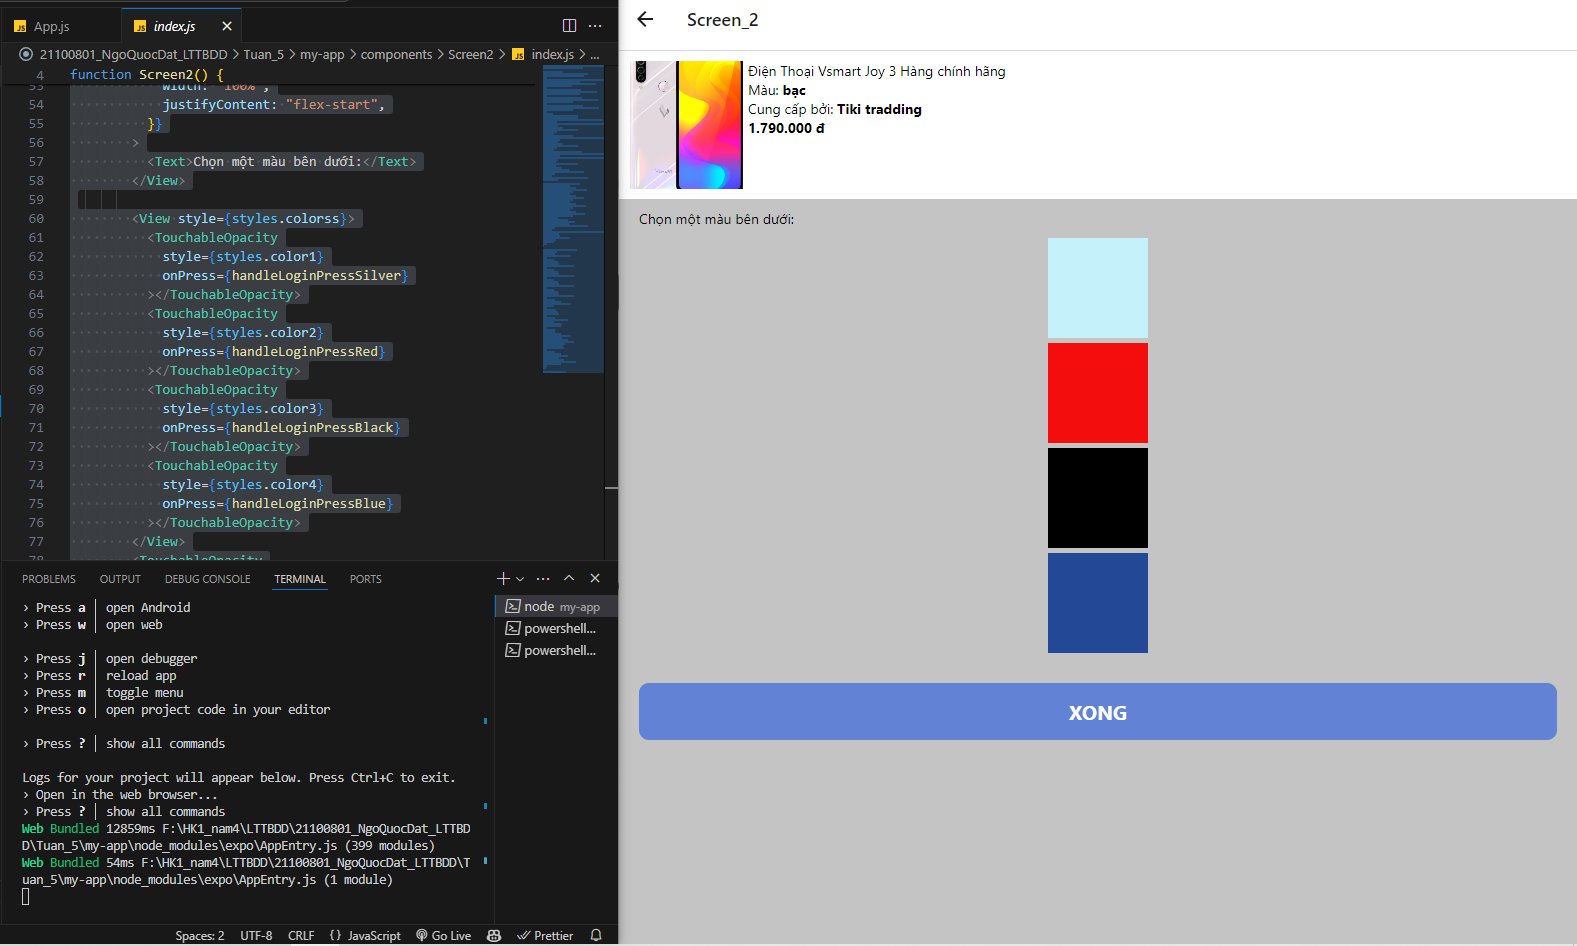 App.js
index.js
21100801_NgoQuocDat_LTTBDD > Tuan_5 > my-app > components > Screen2 > index.js > ...
4 function Screen2() {
53 width: "100%",
54 justifyContent: "flex-start",
55 }}
56 >
57 <Text>Chọn một màu bên dưới:</Text>
58 </View>
59
60 <View style={styles.colorss}>
61 <TouchableOpacity
62 style={styles.color1}
63 onPress={handleLoginPressSilver}
64 ></TouchableOpacity>
65 <TouchableOpacity
66 style={styles.color2}
67 onPress={handleLoginPressRed}
68 ></TouchableOpacity>
69 <TouchableOpacity
70 style={styles.color3}
71 onPress={handleLoginPressBlack}
72 ></TouchableOpacity>
73 <TouchableOpacity
74 style={styles.color4}
75 onPress={handleLoginPressBlue}
76 ></TouchableOpacity>
77 </View>
78 <TouchableOpacity
PROBLEMS OUTPUT DEBUG CONSOLE TERMINAL PORTS
› Press a │ open Android
› Press w │ open web
› Press j │ open debugger
› Press r │ reload app
› Press m │ toggle menu
› Press o │ open project code in your editor
› Press ? │ show all commands
Logs for your project will appear below. Press Ctrl+C to exit.
› Open in the web browser...
› Press ? │ show all commands
Web Bundled 12859ms F:\HK1_nam4\LTTBDD\21100801_NgoQuocDat_LTTBD
D\Tuan_5\my-app\node_modules\expo\AppEntry.js (399 modules)
Web Bundled 54ms F:\HK1_nam4\LTTBDD\21100801_NgoQuocDat_LTTBDD\T
uan_5\my-app\node_modules\expo\AppEntry.js (1 module)
node my-app
powershell...
powershell...
Spaces: 2 UTF-8 CRLF {} JavaScript Go Live Prettier
Screen_2
Điện Thoại Vsmart Joy 3 Hàng chính hãng
Màu: bạc
Cung cấp bởi: Tiki tradding
1.790.000 đ
Chọn một màu bên dưới:
XONG